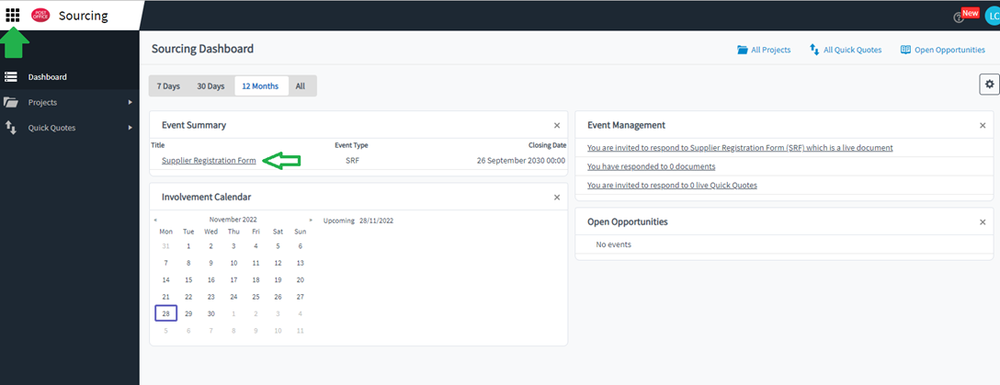 POST OFFICE Sourcing
New
LC
Sourcing Dashboard
All Projects All Quick Quotes Open Opportunities
Dashboard
Projects
Quick Quotes
7 Days 30 Days 12 Months All
Event Summary
Title Event Type Closing Date
Supplier Registration Form SRF 26 September 2030 00:00
Involvement Calendar
« November 2022 » Upcoming 28/11/2022
Mon Tue Wed Thu Fri Sat Sun
31 1 2 3 4 5 6
7 8 9 10 11 12 13
14 15 16 17 18 19 20
21 22 23 24 25 26 27
28 29 30 1 2 3 4
5 6 7 8 9 10 11
Event Management
You are invited to respond to Supplier Registration Form (SRF) which is a live document
You have responded to 0 documents
You are invited to respond to 0 live Quick Quotes
Open Opportunities
No events